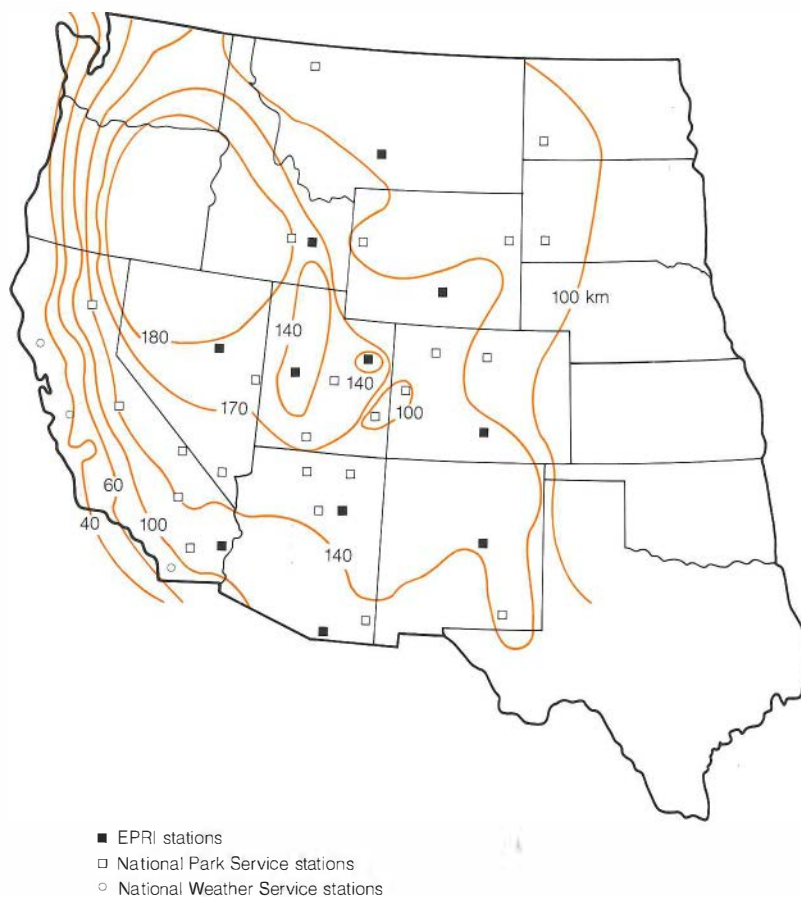 100 km
180
140
140
170
100
60
40
100
140
EPRI stations
National Park Service stations
National Weather Service stations